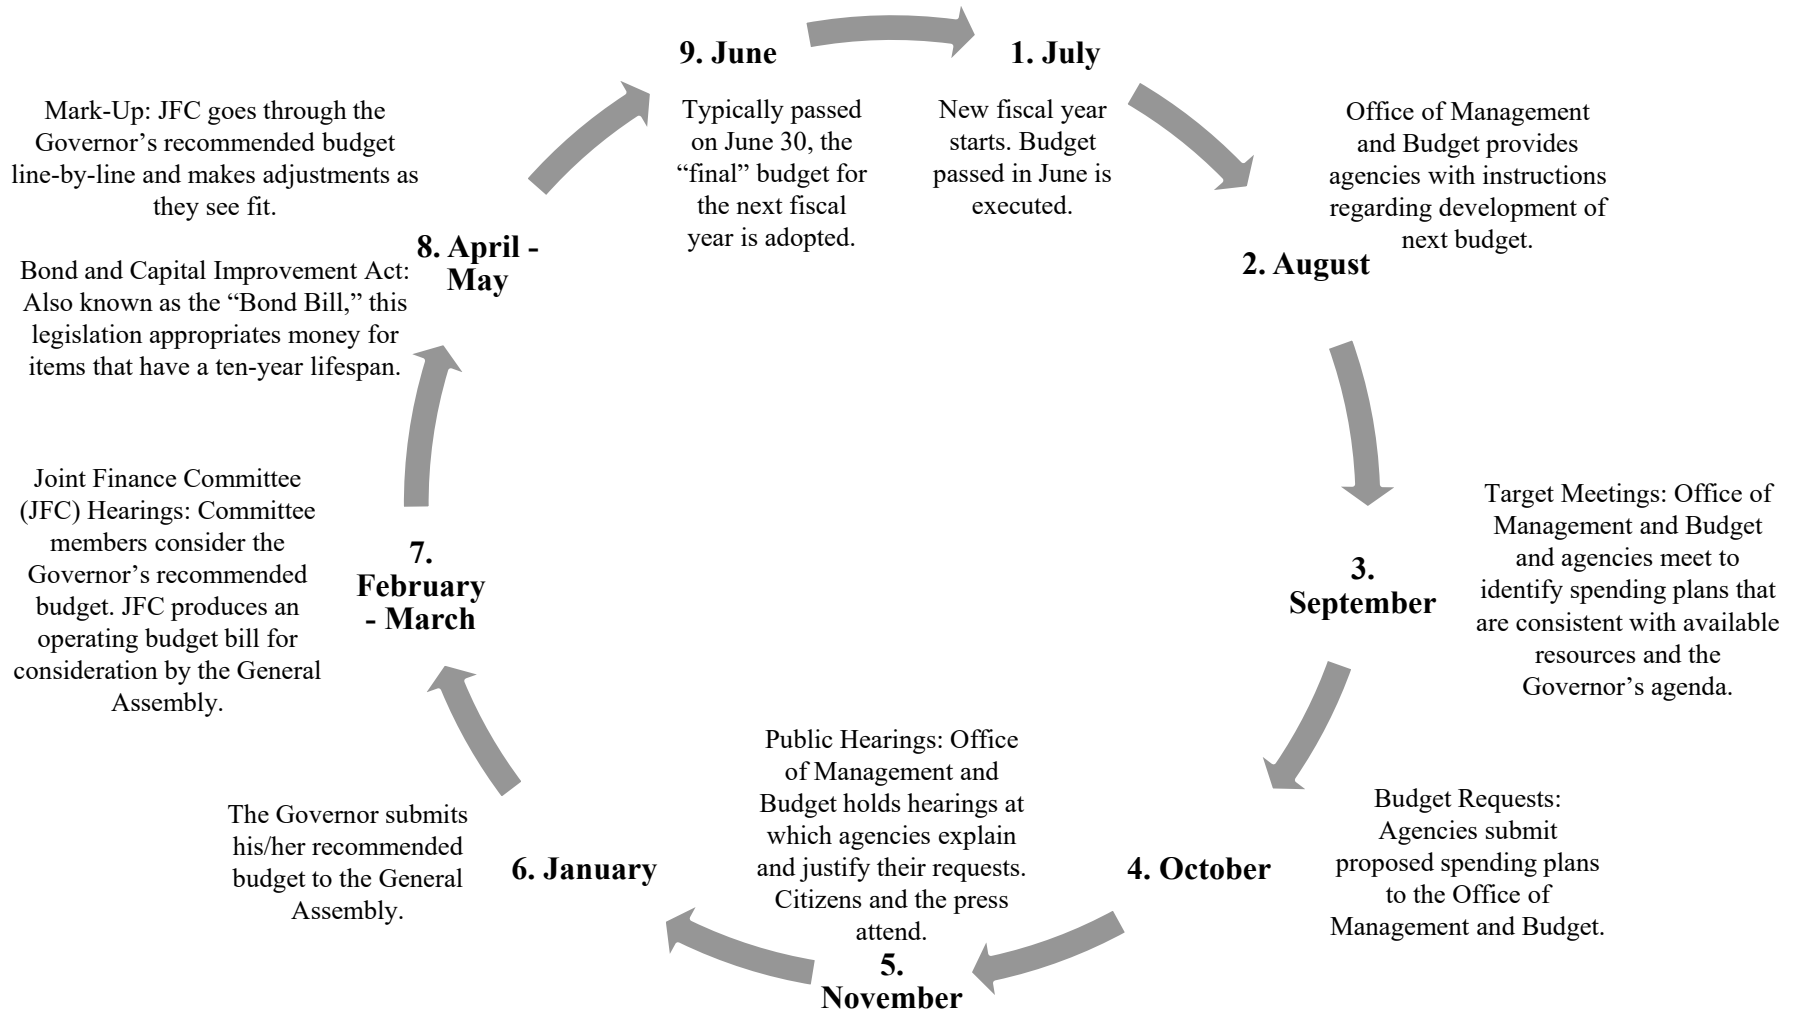 1. July
New fiscal year
starts. Budget
passed in June is
executed.
2. August
Office of Management
and Budget provides
agencies with instructions
regarding development of
next budget.
3.
September
Target Meetings: Office of
Management and Budget
and agencies meet to
identify spending plans that
are consistent with available
resources and the
Governor’s agenda.
4. October
Budget Requests:
Agencies submit
proposed spending plans
to the Office of
Management and Budget.
Public Hearings: Office
of Management and
Budget holds hearings at
which agencies explain
and justify their requests.
Citizens and the press
attend.
5.
November
6. January
The Governor submits
his/her recommended
budget to the General
Assembly.
7.
February
- March
Joint Finance Committee
(JFC) Hearings: Committee
members consider the
Governor’s recommended
budget. JFC produces an
operating budget bill for
consideration by the General
Assembly.
8. April -
May
Mark-Up: JFC goes through the
Governor’s recommended budget
line-by-line and makes adjustments as
they see fit.
Bond and Capital Improvement Act:
Also known as the “Bond Bill,” this
legislation appropriates money for
items that have a ten-year lifespan.
9. June
Typically passed
on June 30, the
“final” budget for
the next fiscal
year is adopted.